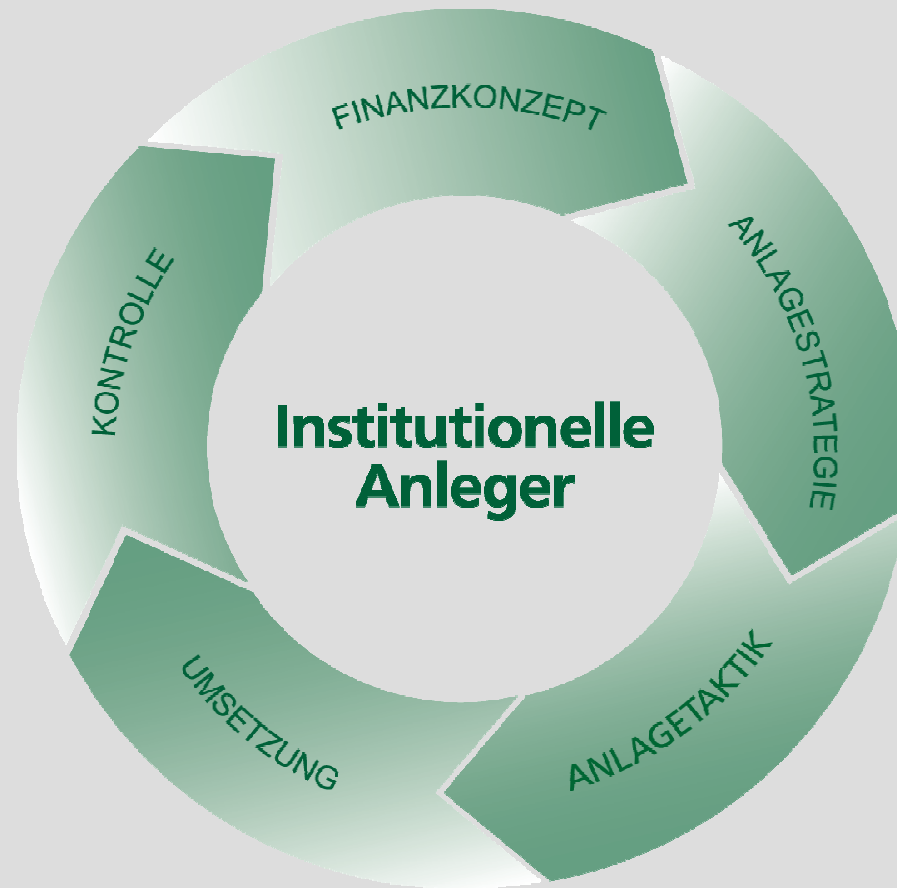 FINANZKONZEPT
ANLAGESTRATEGIE
ANLAGETAKTIK
UMSETZUNG
KONTROLLE
Institutionelle
Anleger